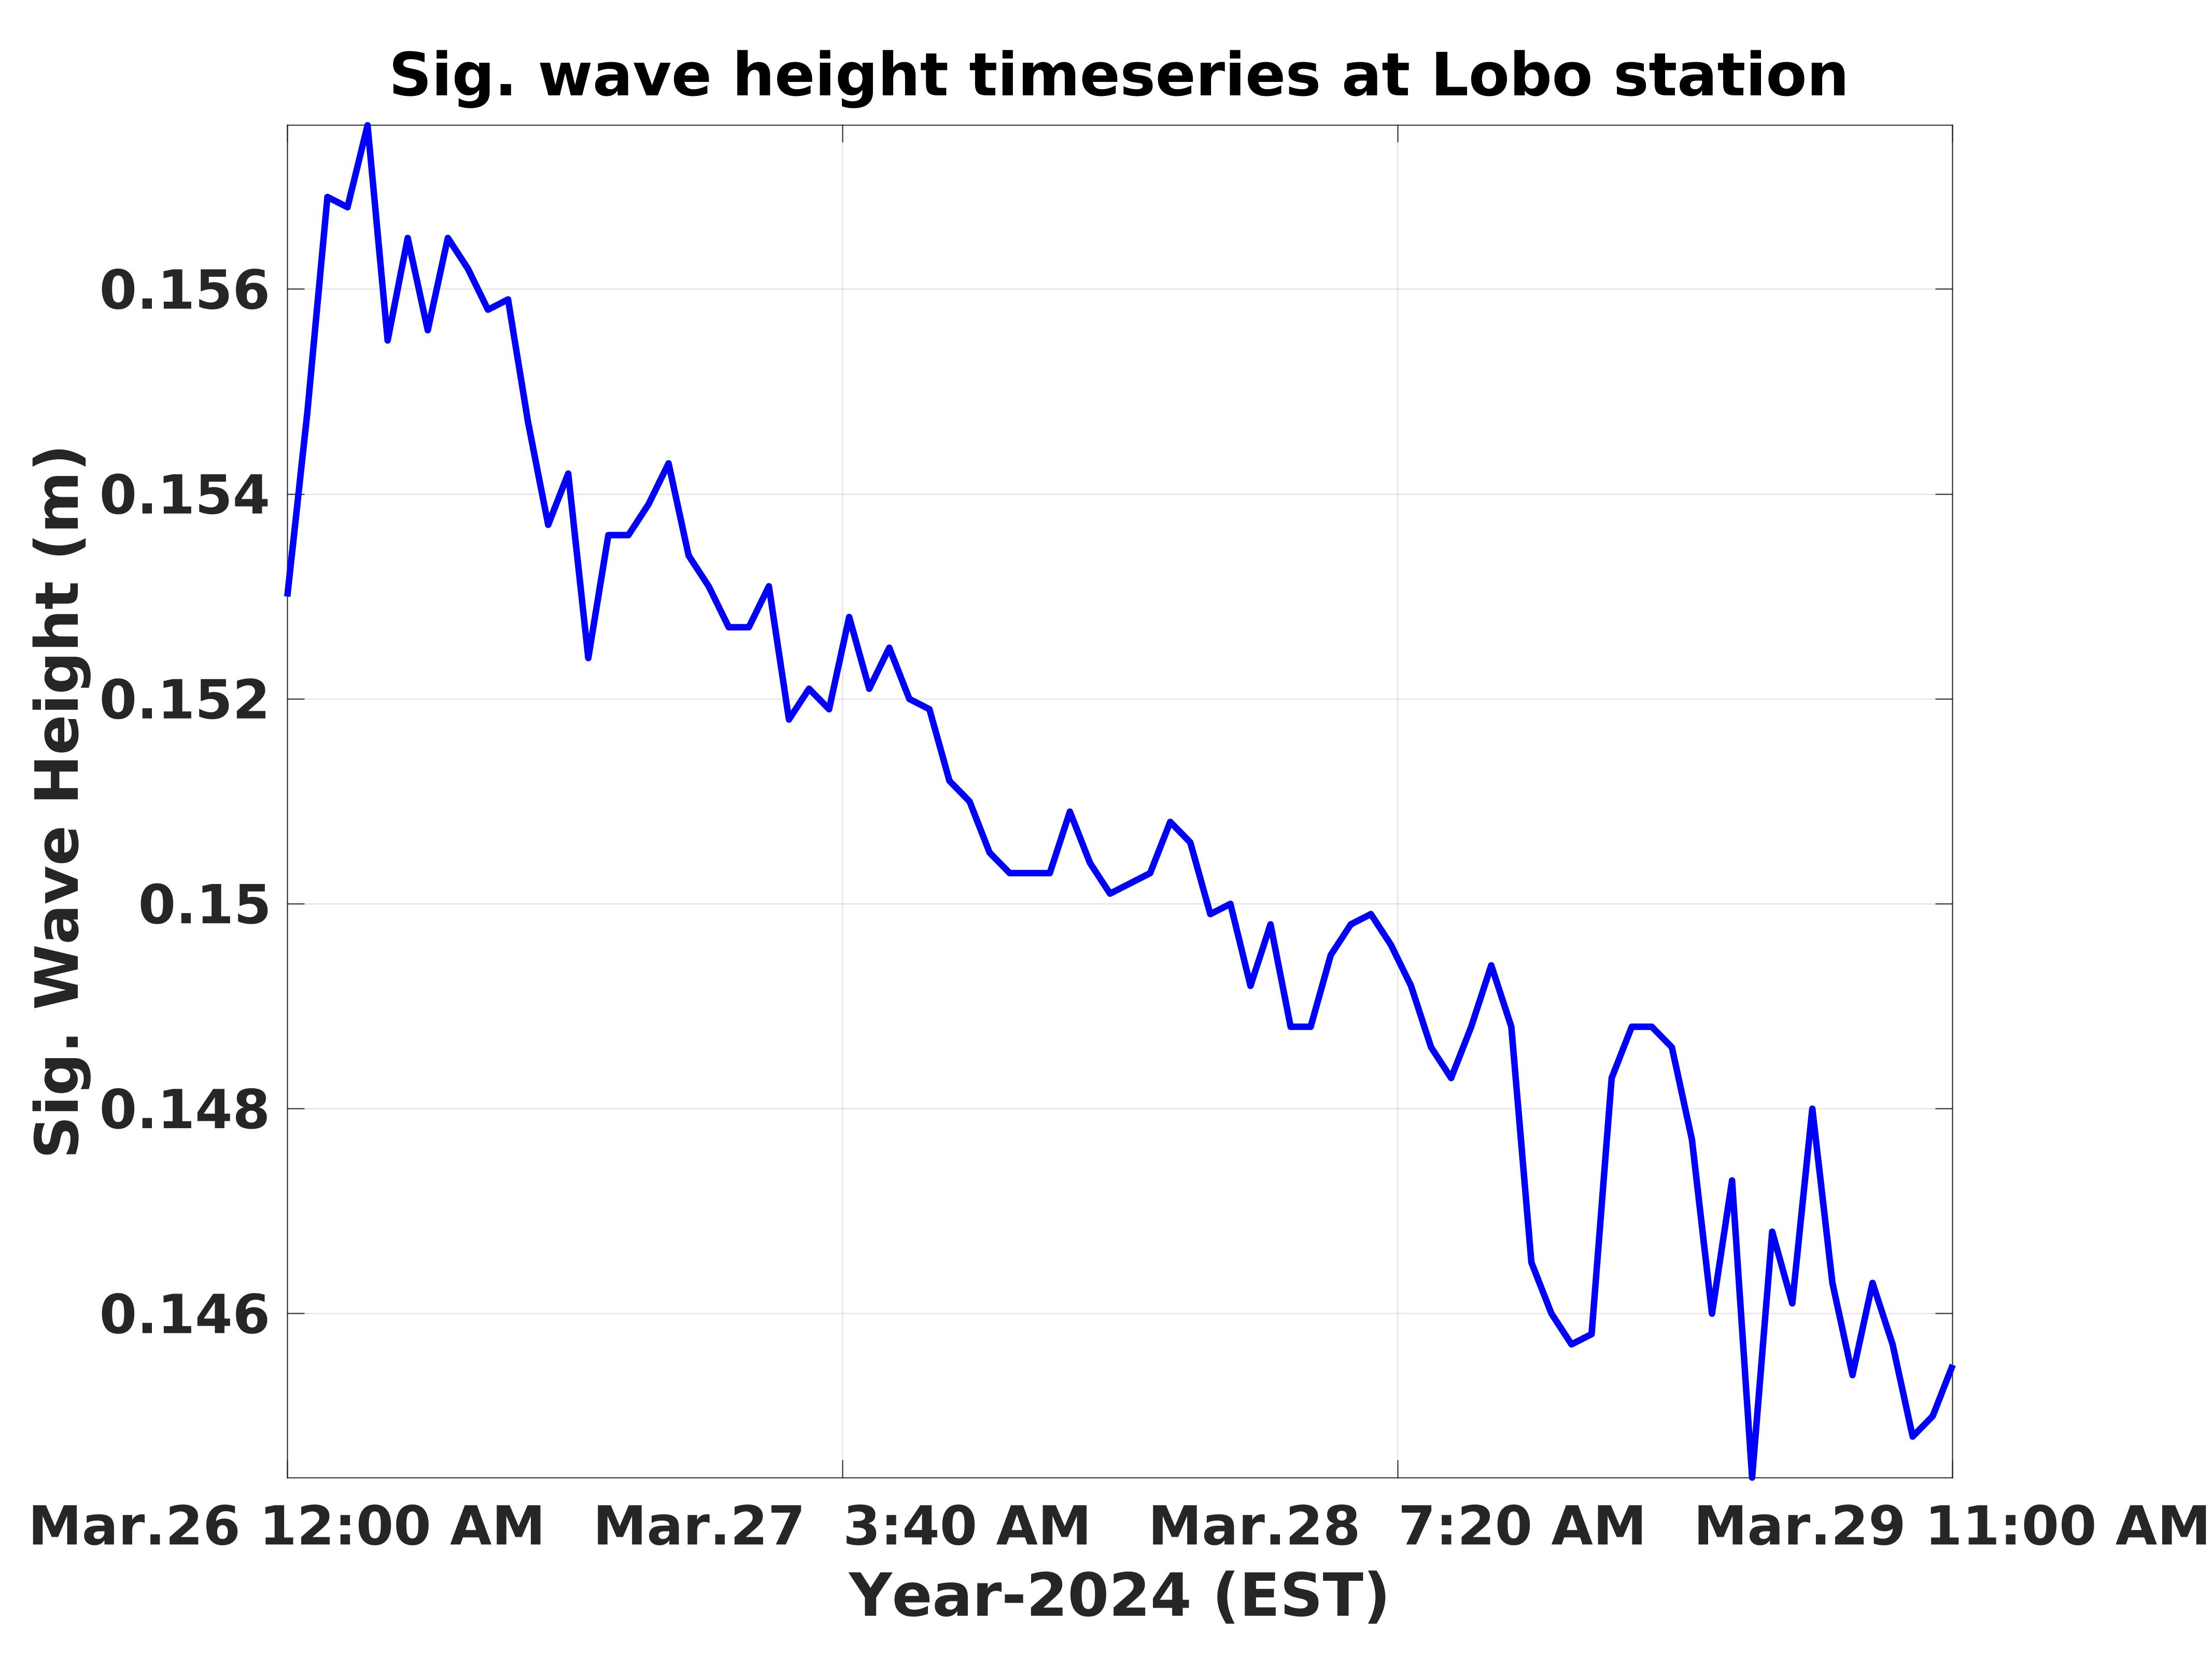 Sig. wave height timeseries at Lobo station
Sig. Wave Height (m)
0.156
0.154
0.152
0.15
0.148
0.146
Mar.26 12:00 AM Mar.27 3:40 AM Mar.28 7:20 AM Mar.29 11:00 AM
Year-2024 (EST)